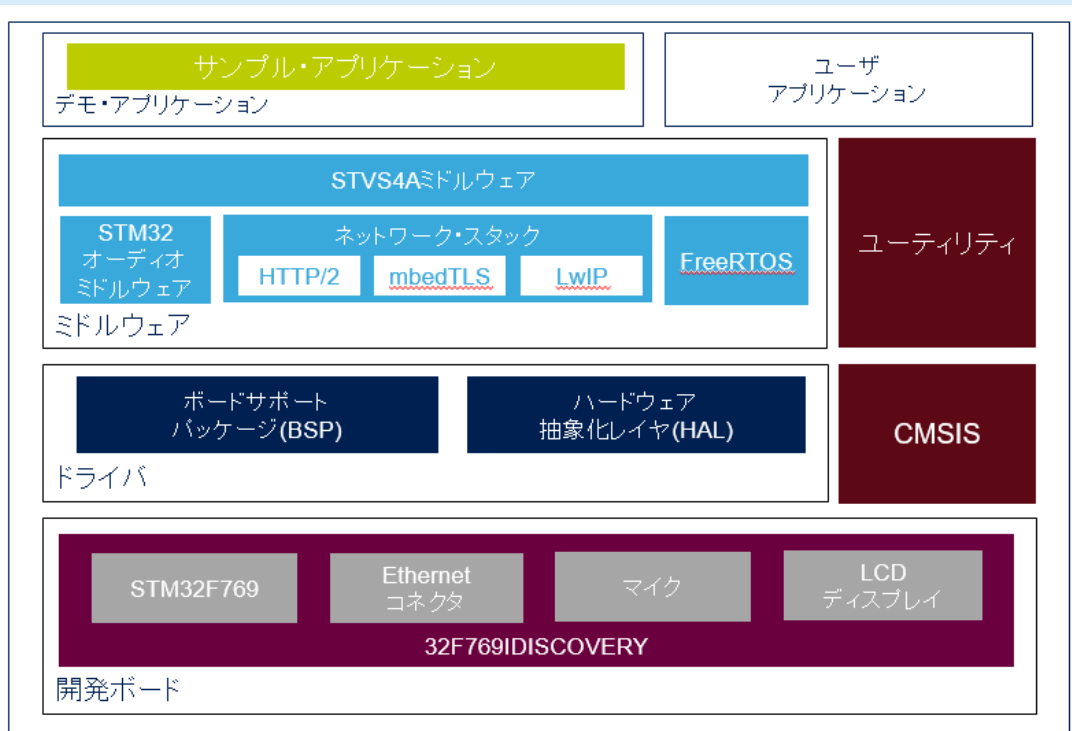 サンプル・アプリケーション
デモ・アプリケーション
ユーザ
アプリケーション
STVS4Aミドルウェア
STM32
オーディオ
ミドルウェア
ネットワーク・スタック
HTTP/2
mbedTLS
LwIP
FreeRTOS
ミドルウェア
ユーティリティ
ボードサポート
パッケージ(BSP)
ハードウェア
抽象化レイヤ(HAL)
ドライバ
CMSIS
STM32F769
Ethernet
コネクタ
マイク
LCD
ディスプレイ
32F769IDISCOVERY
開発ボード